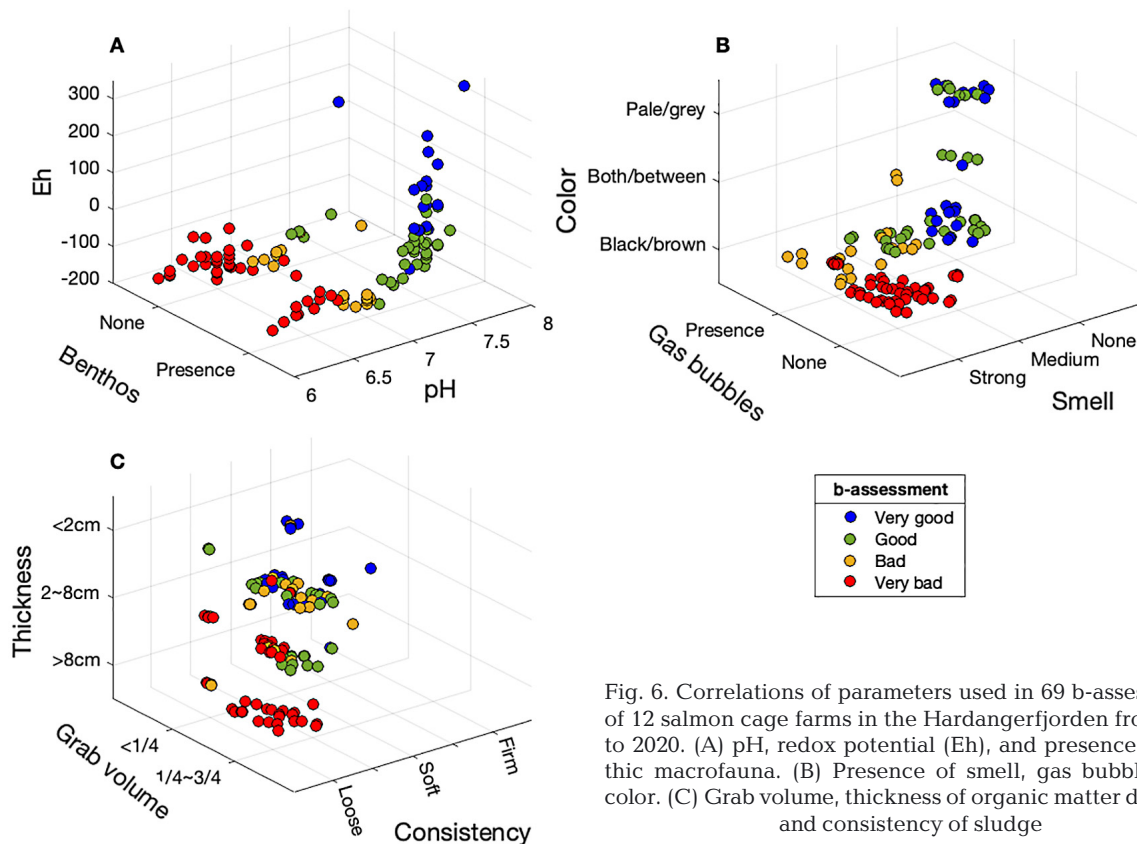 A
300
200
100
0
-100
-200
Eh
None
Presence
Benthos
6
6.5
7
7.5
8
pH
B
Pale/grey
Both/between
Black/brown
Color
Presence
None
Gas bubbles
Strong
Medium
None
Smell
C
<2cm
2~8cm
>8cm
Thickness
<1/4
1/4~3/4
Grab volume
Loose
Soft
Firm
Consistency
b-assessment
Very good
Good
Bad
Very bad
Fig. 6. Correlations of parameters used in 69 b-asses
of 12 salmon cage farms in the Hardangerfjorden fro
to 2020. (A) pH, redox potential (Eh), and presence
thic macrofauna. (B) Presence of smell, gas bubbl
color. (C) Grab volume, thickness of organic matter d
and consistency of sludge